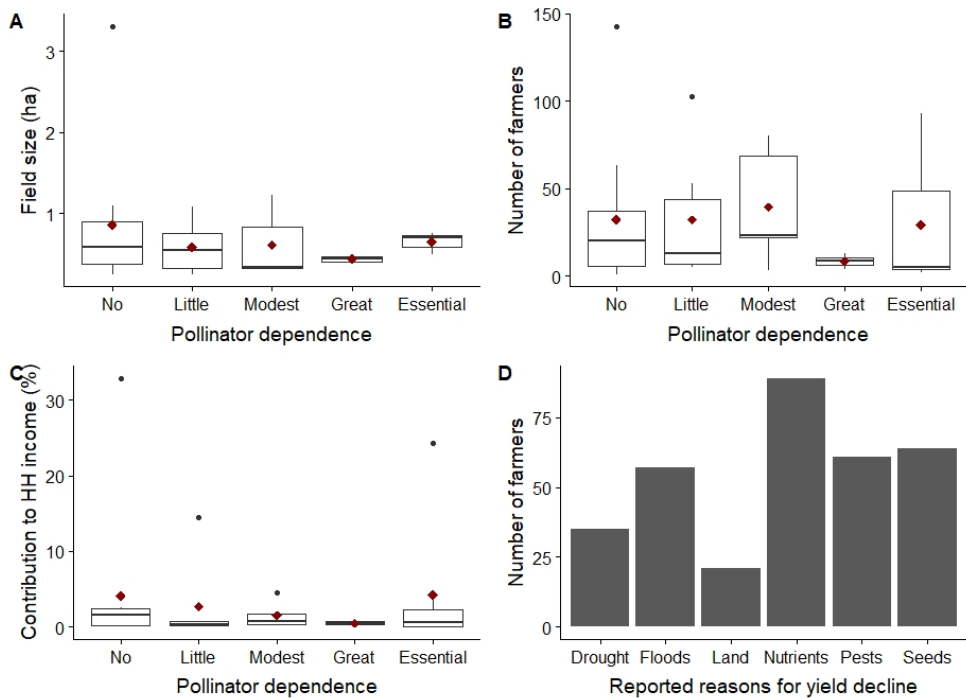 A
Field size (ha)
3
2
1
No Little Modest Great Essential
Pollinator dependence
B
Number of farmers
150
100
50
0
No Little Modest Great Essential
Pollinator dependence
C
Contribution to HH income (%)
30
20
10
0
No Little Modest Great Essential
Pollinator dependence
D
Number of farmers
75
50
25
0
Drought Floods Land Nutrients Pests Seeds
Reported reasons for yield decline